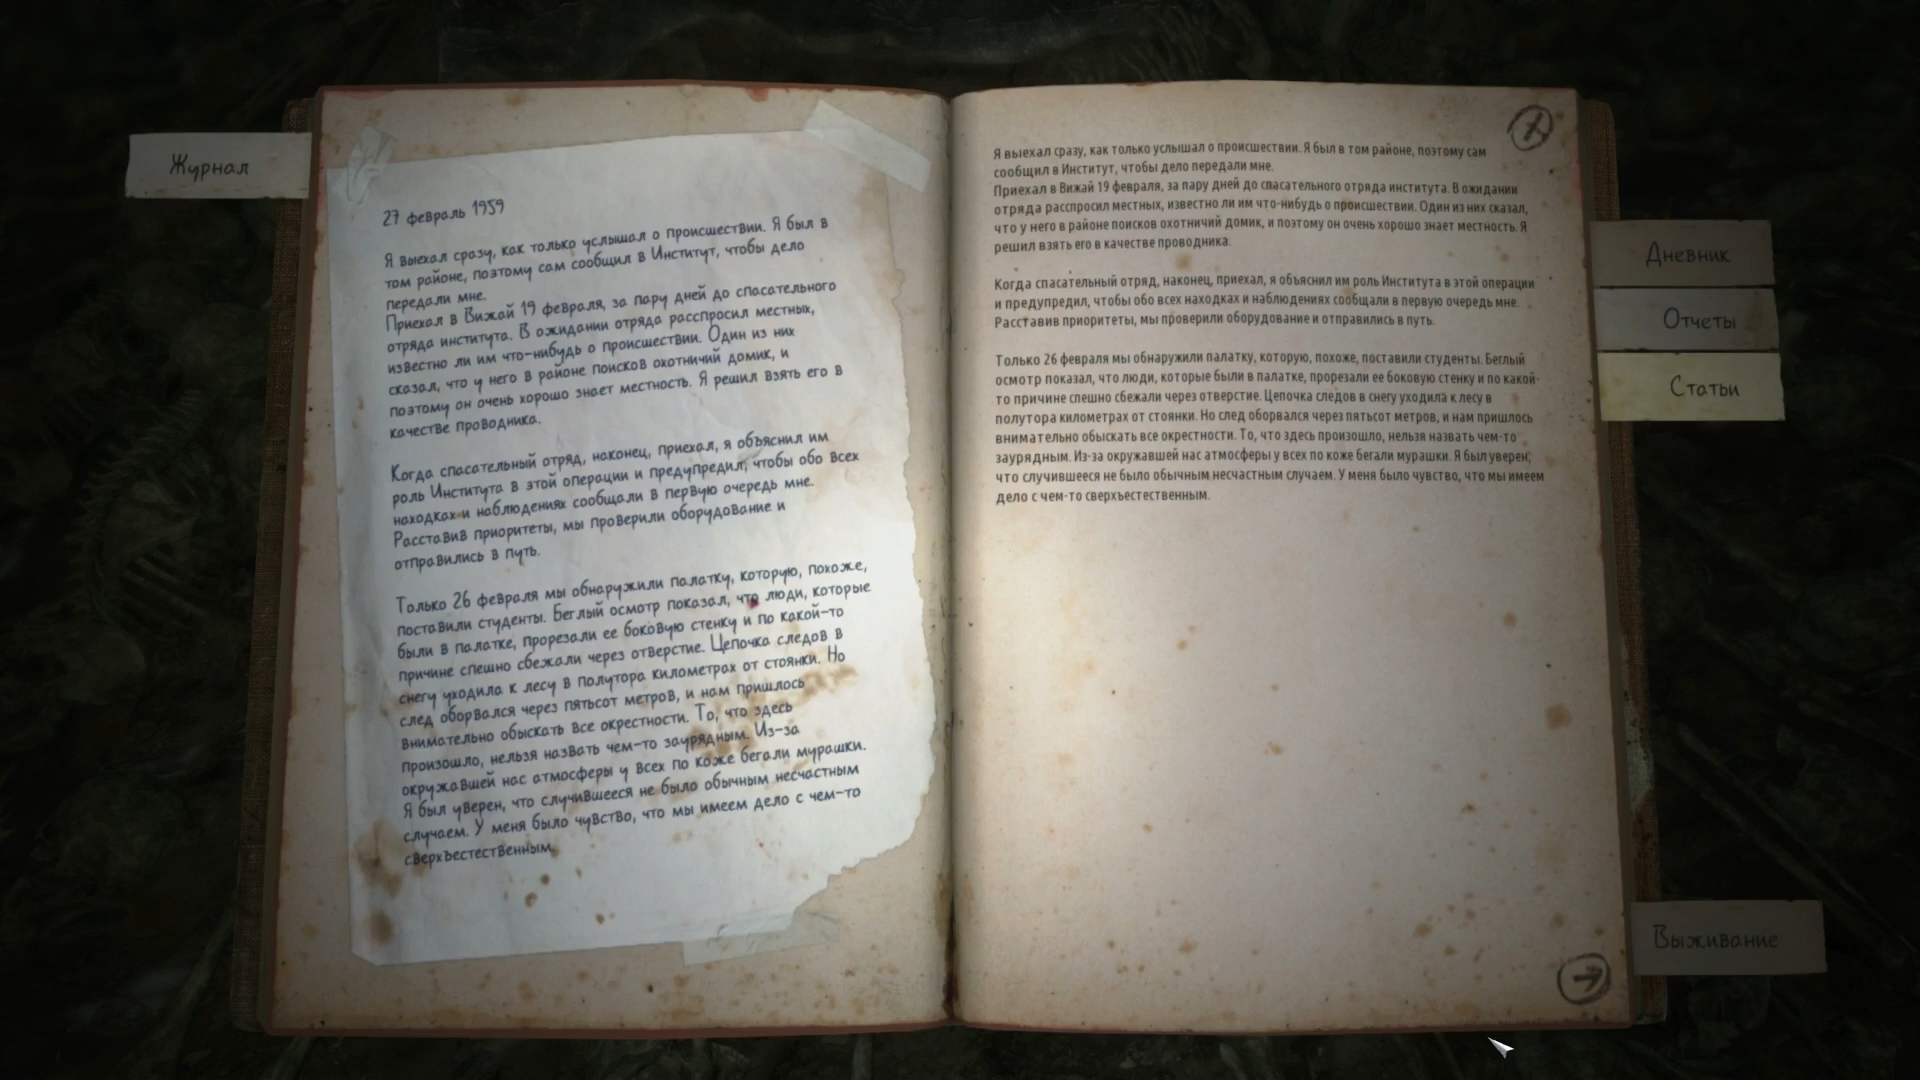 Журнал
27 февраль 1959
Я выехал сразу, как только услышал о происшествии. Я был в
том районе, поэтому сам сообщил в Институт, чтобы дело
передали мне.
Приехал в Вижай 19 февраля, за пару дней до спасательного
отряда института. В ожидании отряда расспросил местных,
известно ли им что-нибудь о происшествии. Один из них
сказал, что у него в районе поисков охотничий домик, и
поэтому он очень хорошо знает местность. Я решил взять его в
качестве проводника.
Когда спасательный отряд, наконец, приехал, я объяснил им
роль Института в этой операции и предупредил, чтобы обо всех
находках и наблюдениях сообщали в первую очередь мне.
Расставив приоритеты, мы проверили оборудование и
отправились в путь.
Только 26 февраля мы обнаружили палатку, которую, похоже,
поставили студенты. Беглый осмотр показал, что люди, которые
были в палатке, прорезали ее боковую стенку и по какой-то
причине спешно сбежали через отверстие. Цепочка следов в
снегу уходила к лесу в полутора километрах от стоянки. Но
след оборвался через пятьсот метров, и нам пришлось
внимательно обыскать все окрестности. То, что здесь
произошло, нельзя назвать чем-то заурядным. Из-за
окружавшей нас атмосферы у всех по коже бегали мурашки.
Я был уверен, что случившееся не было обычным несчастным
случаем. У меня было чувство, что мы имеем дело с чем-то
сверхъестественным.
Я выехал сразу, как только услышал о происшествии. Я был в том районе, поэтому сам
сообщил в Институт, чтобы дело передали мне.
Приехал в Вижай 19 февраля, за пару дней до спасательного отряда института. В ожидании
отряда расспросил местных, известно ли им что-нибудь о происшествии. Один из них сказал,
что у него в районе поисков охотничий домик, и поэтому он очень хорошо знает местность. Я
решил взять его в качестве проводника.
Когда спасательный отряд, наконец, приехал, я объяснил им роль Института в этой операции
и предупредил, чтобы обо всех находках и наблюдениях сообщали в первую очередь мне.
Расставив приоритеты, мы проверили оборудование и отправились в путь.
Только 26 февраля мы обнаружили палатку, которую, похоже, поставили студенты. Беглый
осмотр показал, что люди, которые были в палатке, прорезали ее боковую стенку и по какой-
то причине спешно сбежали через отверстие. Цепочка следов в снегу уходила к лесу в
полутора километрах от стоянки. Но след оборвался через пятьсот метров, и нам пришлось
внимательно обыскать все окрестности. То, что здесь произошло, нельзя назвать чем-то
заурядным. Из-за окружавшей нас атмосферы у всех по коже бегали мурашки. Я был уверен,
что случившееся не было обычным несчастным случаем. У меня было чувство, что мы имеем
дело с чем-то сверхъестественным.
Дневник
Отчеты
Статьи
Выживание